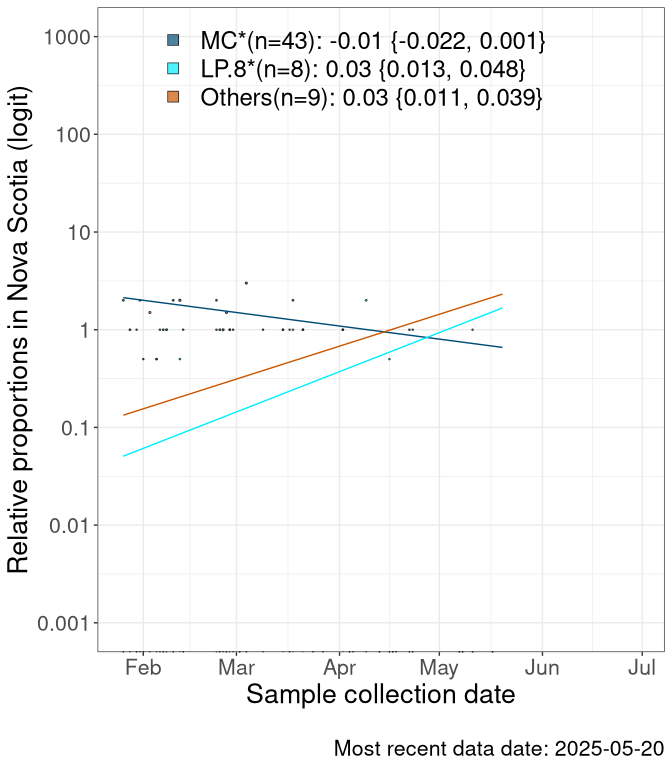 MC*(n=43): -0.01 {-0.022, 0.001}
LP.8*(n=8): 0.03 {0.013, 0.048}
Others(n=9): 0.03 {0.011, 0.039}
Relative proportions in Nova Scotia (logit)
1000
100
10
1
0.1
0.01
0.001
Feb Mar Apr May Jun Jul
Sample collection date
Most recent data date: 2025-05-20